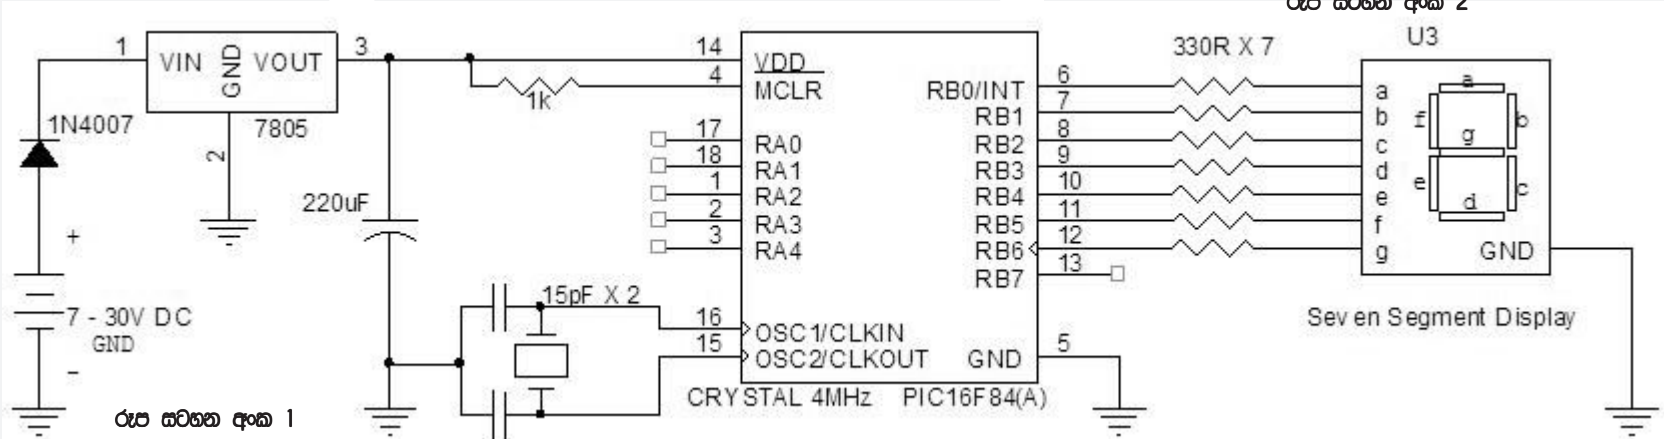 රූප සටහන අංක 2
U3
330R X 7
1 VIN GND VOUT 3
7805
2
1N4007
220uF
+
7 - 30V DC
GND
-
රූප සටහන අංක 1
1k
15pF X 2
CRYSTAL 4MHz
PIC16F84(A)
14 VDD
4 MCLR
17 RA0
18 RA1
1 RA2
2 RA3
3 RA4
16 OSC1/CLKIN
15 OSC2/CLKOUT
RB0/INT 6
RB1 7
RB2 8
RB3 9
RB4 10
RB5 11
RB6 12
RB7 13
GND 5
a
b
c
d
e
f
g
a
f b
g
e c
d
GND
Seven Segment Display